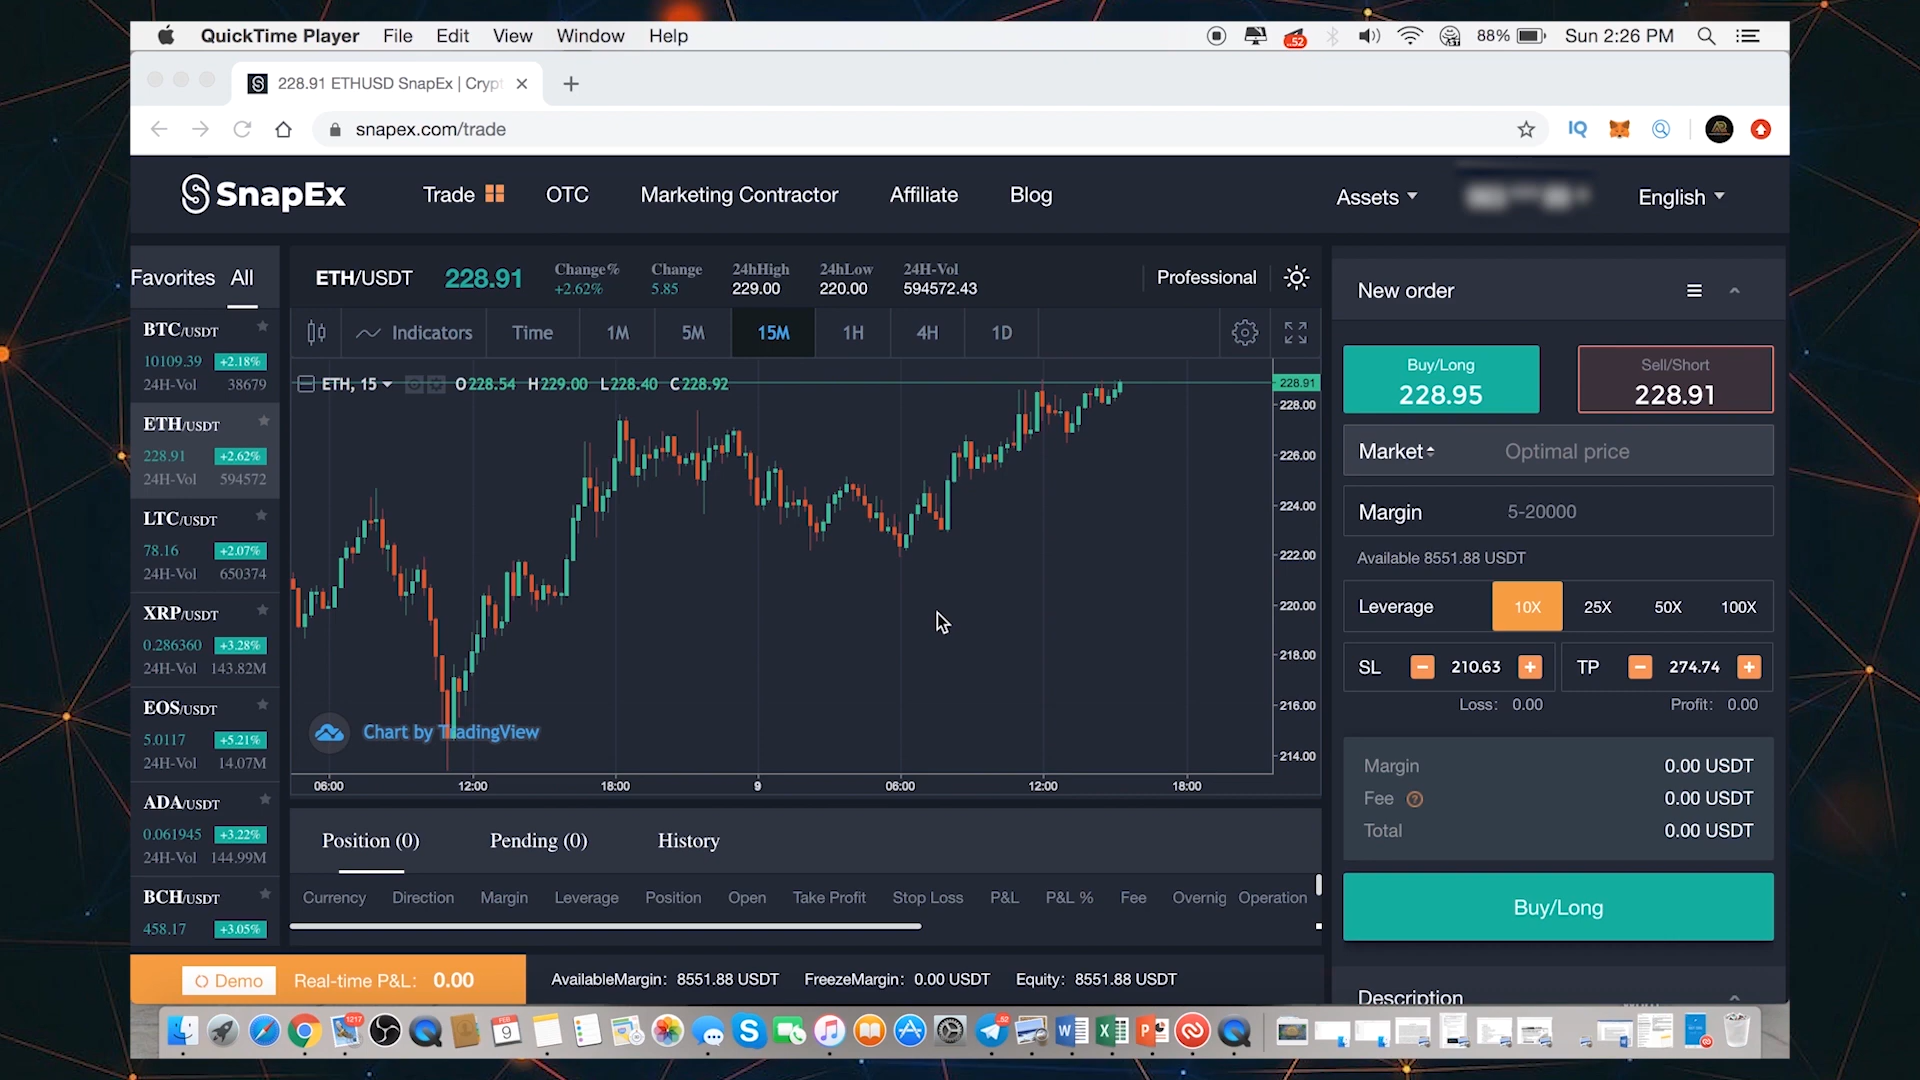 QuickTime Player File Edit View Window Help 88% Sun 2:26 PM
228.91 ETHUSD SnapEx | Crypt
snapex.com/trade
IQ
SnapEx Trade OTC Marketing Contractor Affiliate Blog Assets English
Favorites All
ETH/USDT 228.91
Change% +2.62%
Change 5.85
24hHigh 229.00
24hLow 220.00
24H-Vol 594572.43
Professional
Indicators Time 1M 5M 15M 1H 4H 1D
BTC/USDT
10109.39 +2.18%
24H-Vol 38679
ETH/USDT
228.91 +2.62%
24H-Vol 594572
LTC/USDT
78.16 +2.07%
24H-Vol 650374
XRP/USDT
0.286360 +3.28%
24H-Vol 143.82M
EOS/USDT
5.0117 +5.21%
24H-Vol 14.07M
ADA/USDT
0.061945 +3.22%
24H-Vol 144.99M
BCH/USDT
458.17 +3.05%
ETH, 15 O228.54 H229.00 L228.40 C228.92
228.91
228.00
226.00
224.00
222.00
220.00
218.00
216.00
214.00
Chart by TradingView
06:00 12:00 18:00 9 06:00 12:00 18:00
Position (0) Pending (0) History
Currency Direction Margin Leverage Position Open Take Profit Stop Loss P&L P&L % Fee Overnig Operation
New order
Buy/Long
228.95
Sell/Short
228.91
Market Optimal price
Margin 5-20000
Available 8551.88 USDT
Leverage 10X 25X 50X 100X
SL − 210.63 + TP − 274.74 +
Loss: 0.00 Profit: 0.00
Margin 0.00 USDT
Fee ? 0.00 USDT
Total 0.00 USDT
Buy/Long
Description
Demo Real-time P&L: 0.00
AvailableMargin: 8551.88 USDT FreezeMargin: 0.00 USDT Equity: 8551.88 USDT
1217
FEB
9